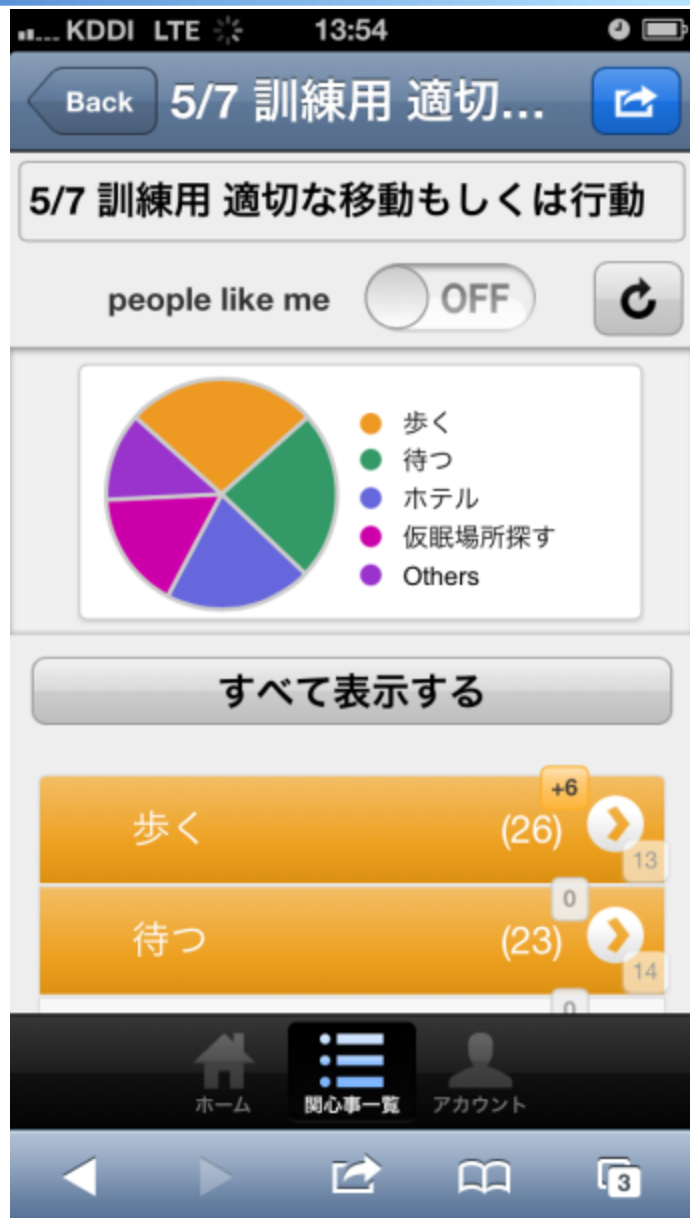 KDDI LTE 13:54
Back 5/7 訓練用 適切...
5/7 訓練用 適切な移動もしくは行動
people like me OFF
歩く
待つ
ホテル
仮眠場所探す
Others
すべて表示する
+6
歩く (26)
13
0
待つ (23)
14
0
ホーム 関心事一覧 アカウント
3